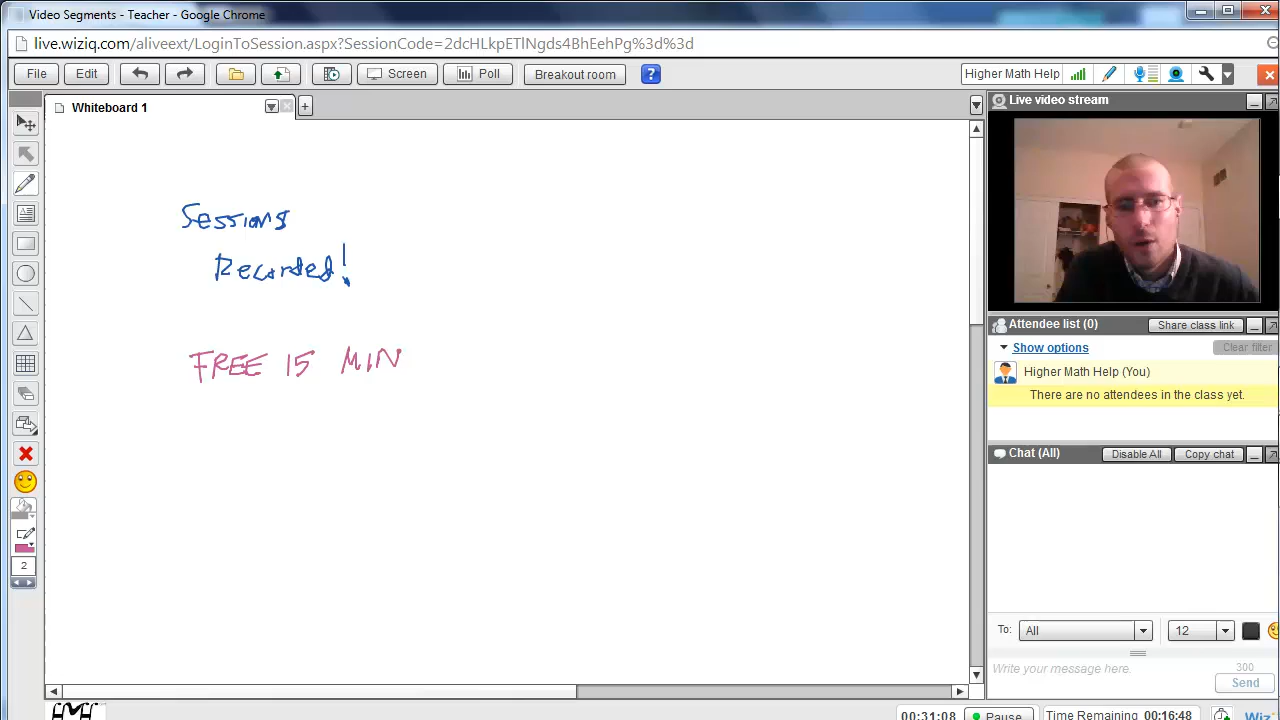 Video Segments - Teacher - Google Chrome
live.wiziq.com/aliveext/LoginToSession.aspx?SessionCode=2dcHLkpETlNgds4BhEehPg%3d%3d
File Edit Screen Poll Breakout room ? Higher Math Help
Whiteboard 1
Live video stream
Sessions
Recorded!
FREE 15 MIN
2
Attendee list (0) Share class link
Show options Clear filter
Higher Math Help (You)
There are no attendees in the class yet.
Chat (All) Disable All Copy chat
To: All 12
Write your message here. 300
Send
HMH 00:31:08 Pause Time Remaining 00:16:48 Wiz